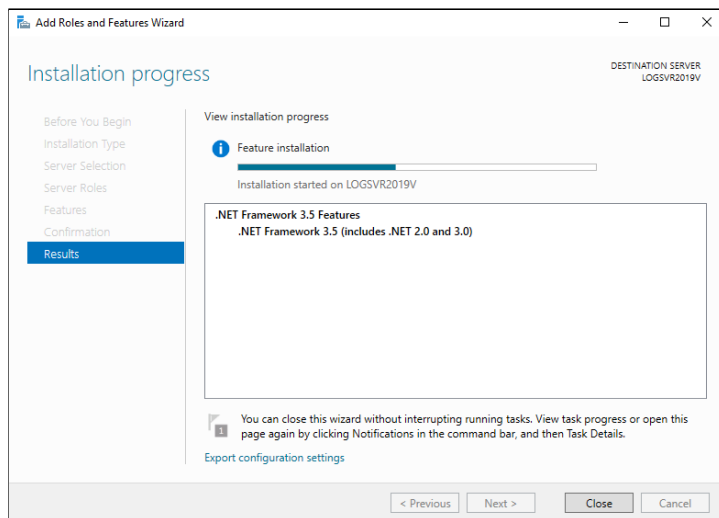 Add Roles and Features Wizard
Installation progress
DESTINATION SERVER
LOGSVR2019V
Before You Begin
Installation Type
Server Selection
Server Roles
Features
Confirmation
Results
View installation progress
Feature installation
Installation started on LOGSVR2019V
.NET Framework 3.5 Features
.NET Framework 3.5 (includes .NET 2.0 and 3.0)
1
You can close this wizard without interrupting running tasks. View task progress or open this
page again by clicking Notifications in the command bar, and then Task Details.
Export configuration settings
< Previous
Next >
Close
Cancel